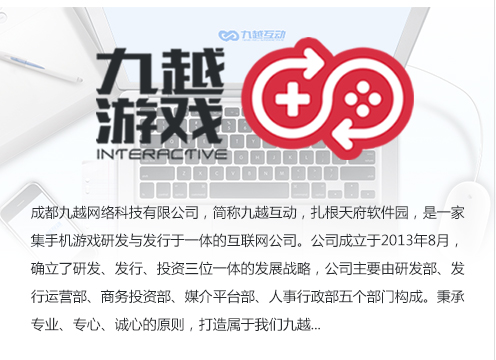 九越互动
九越
游戏
INTERACTIVE
成都九越网络科技有限公司，简称九越互动，扎根天府软件园，是一家
集手机游戏研发与发行于一体的互联网公司。公司成立于2013年8月，
确立了研发、发行、投资三位一体的发展战略，公司主要由研发部、发
行运营部、商务投资部、媒介平台部、人事行政部五个部门构成。秉承
专业、专心、诚心的原则，打造属于我们九越...